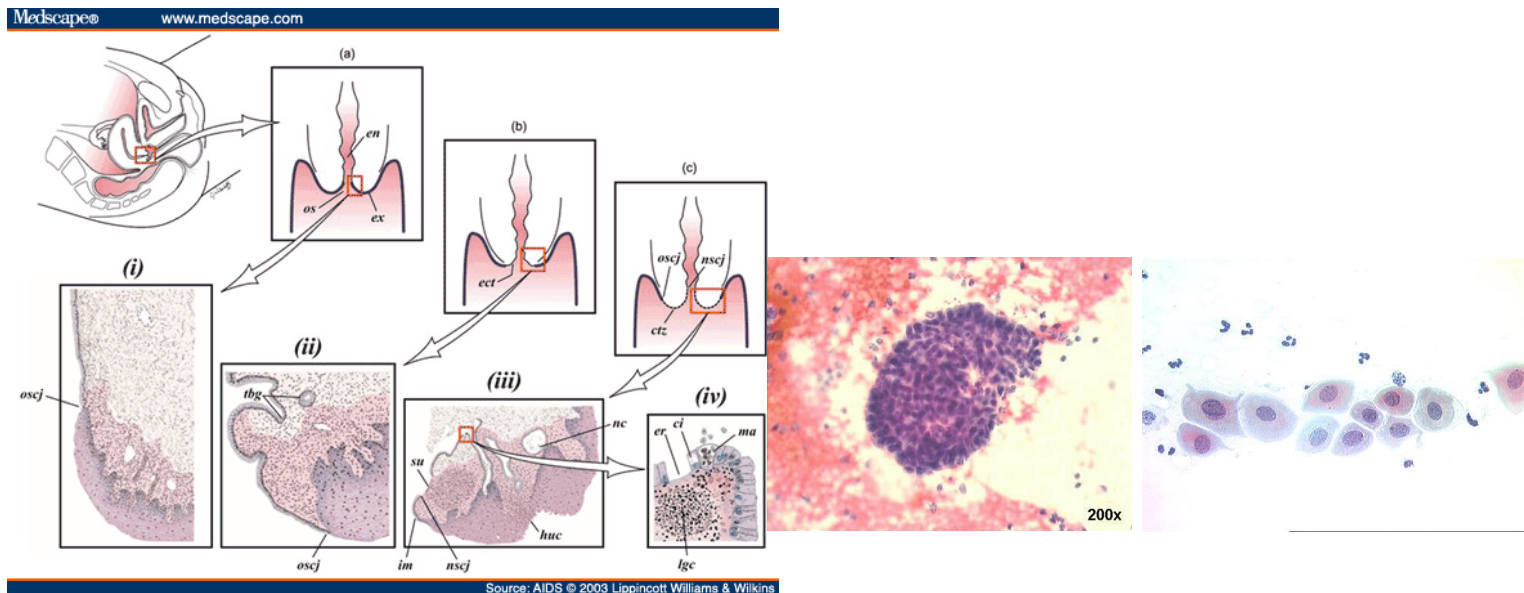 Medscape® www.medscape.com
(a)
en
os
ex
(b)
ect
(c)
oscj
nscj
ctz
(i)
oscj
(ii)
tbg
oscj
(iii)
nc
su
huc
im
nscj
(iv)
er
ci
ma
lgc
200x
Source: AIDS © 2003 Lippincott Williams & Wilkins